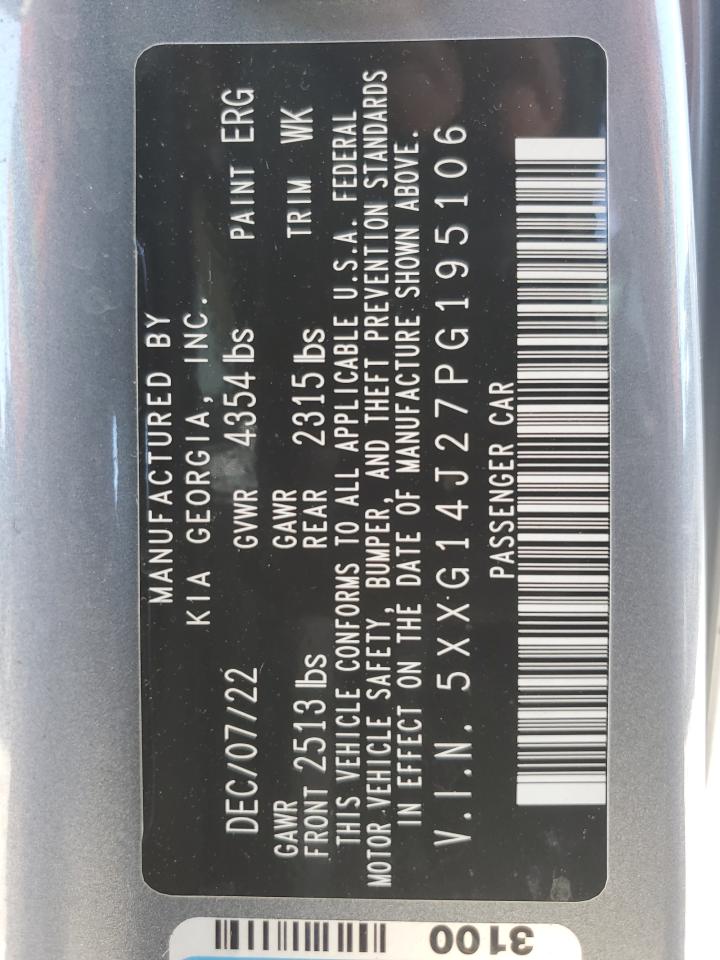 MANUFACTURED BY
KIA GEORGIA, INC.
DEC/07/22 GVWR 4354 lbs PAINT ERG
GAWR FRONT 2513 lbs GAWR REAR 2315 lbs TRIM WK
THIS VEHICLE CONFORMS TO ALL APPLICABLE U.S.A. FEDERAL
MOTOR VEHICLE SAFETY, BUMPER, AND THEFT PREVENTION STANDARDS
IN EFFECT ON THE DATE OF MANUFACTURE SHOWN ABOVE.
V.I.N. 5XXG14J27PG195106
PASSENGER CAR
3100